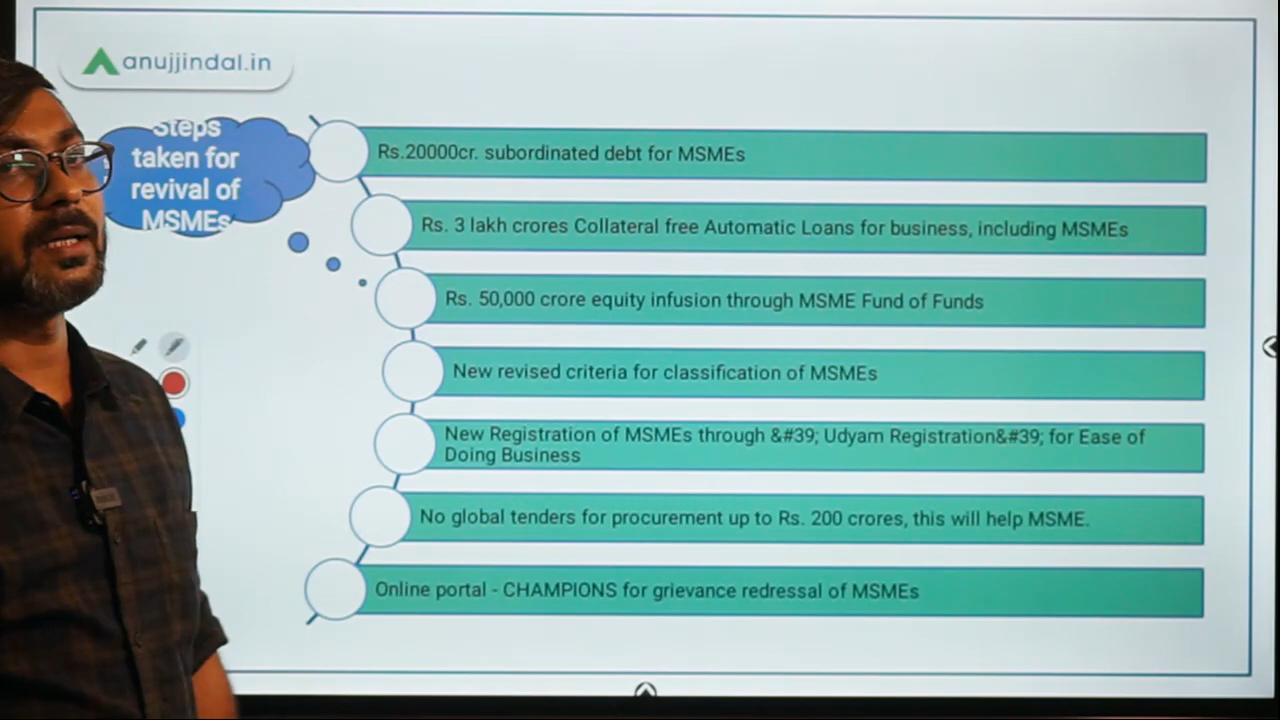 anujjindal.in
Steps
taken for
revival of
MSMEs
Rs.20000cr. subordinated debt for MSMEs
Rs. 3 lakh crores Collateral free Automatic Loans for business, including MSMEs
Rs. 50,000 crore equity infusion through MSME Fund of Funds
New revised criteria for classification of MSMEs
New Registration of MSMEs through &#39; Udyam Registration&#39; for Ease of
Doing Business
No global tenders for procurement up to Rs. 200 crores, this will help MSME.
Online portal - CHAMPIONS for grievance redressal of MSMEs